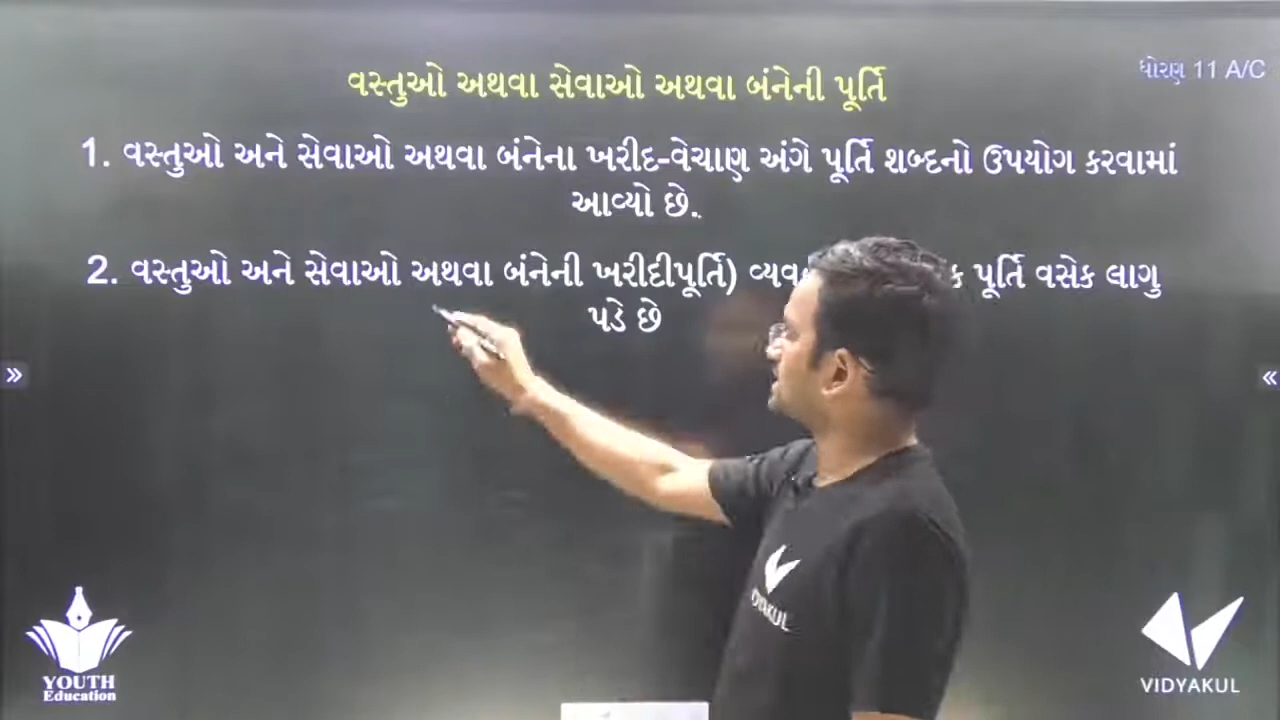 વસ્તુઓ અથવા સેવાઓ અથવા બંનેની પૂર્તિ
ધોરણ 11 A/C
1. વસ્તુઓ અને સેવાઓ અથવા બંનેના ખરીદ-વેચાણ અંગે પૂર્તિ શબ્દનો ઉપયોગ કરવામાં
આવ્યો છે..
2. વસ્તુઓ અને સેવાઓ અથવા બંનેની ખરીદીપૂર્તિ) પૂર્તિ વસેક લાગુ
પડે છે
»
«
VIDYAKUL
YOUTH
Education
VIDYAKUL